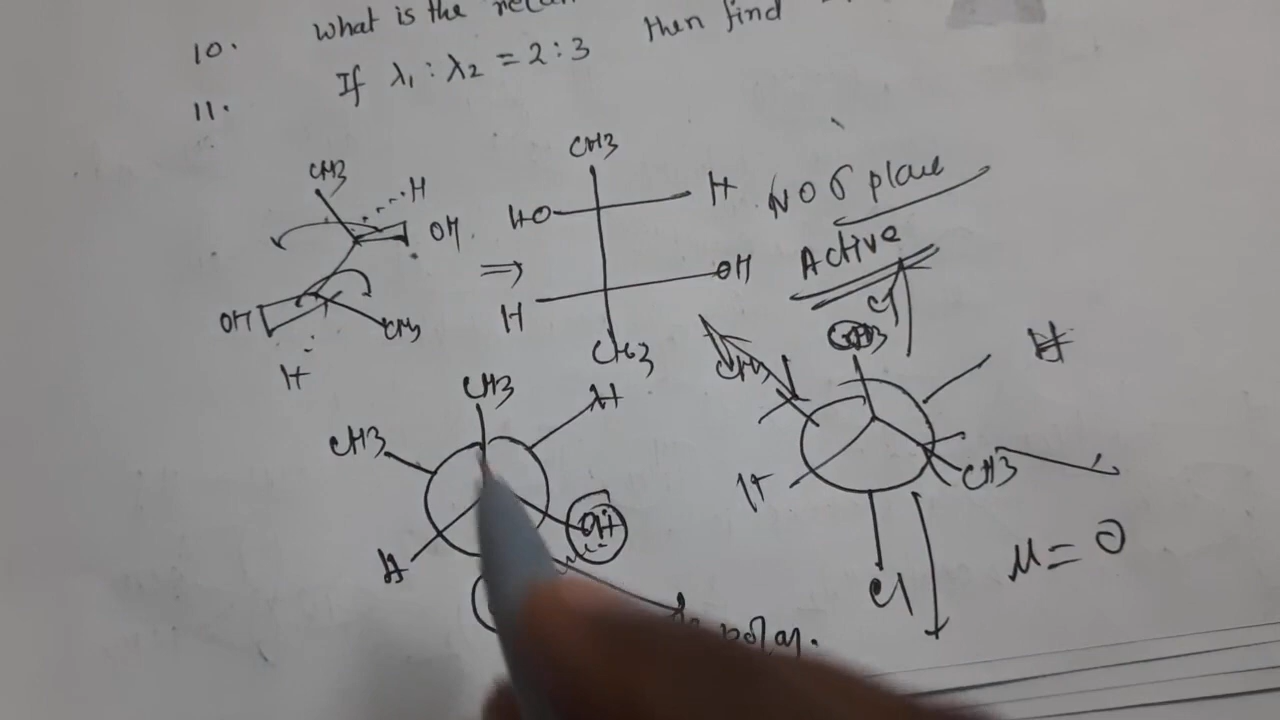 10. What is the
If λ₁ : λ₂ = 2:3 then find
11.
CH3
H
OH
OH
CH3
H
⇒
CH3
HO H
H OH
CH3
NO σ plane
Active
CH3
CH3
H
H
OH
polar.
Cl
CH3
H
CH3
Cl
μ = 0